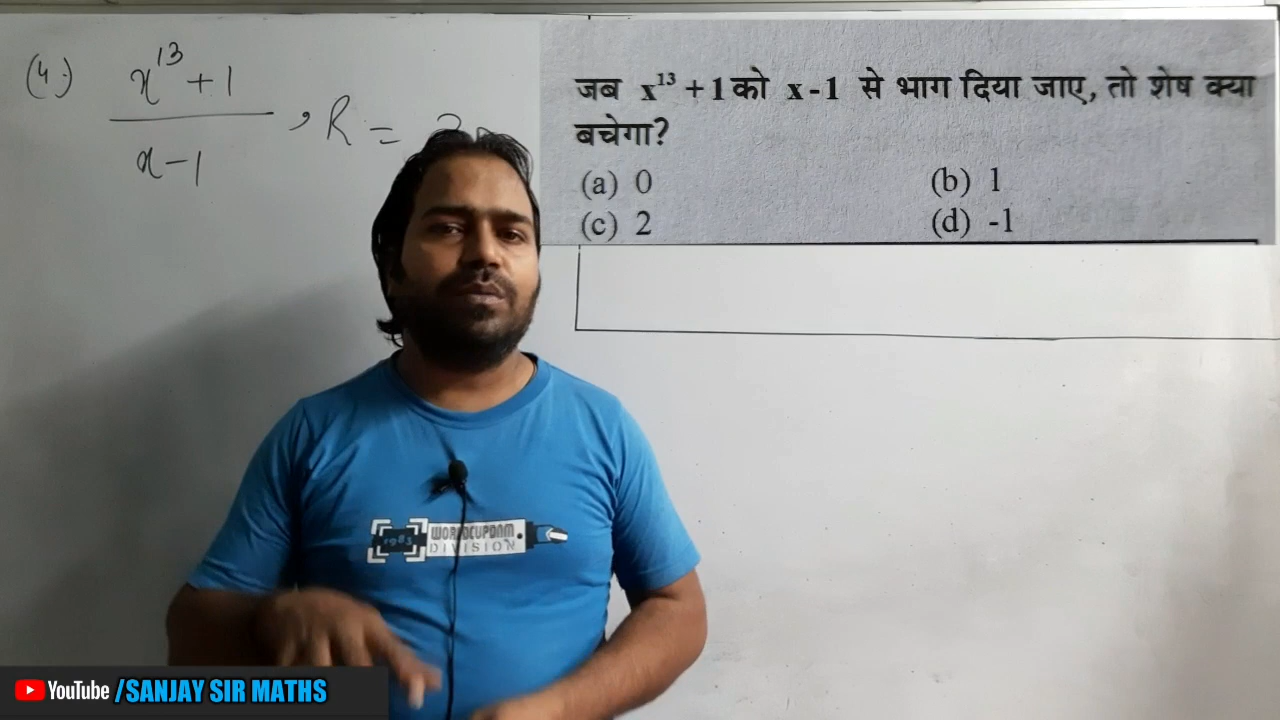 (4.) x¹³ + 1
x - 1
, R =
जब x¹³ + 1 को x - 1 से भाग दिया जाए, तो शेष क्या
बचेगा?
(a) 0 (b) 1
(c) 2 (d) -1
1983 WORLDCUPDNM
DIVISION
YouTube /SANJAY SIR MATHS